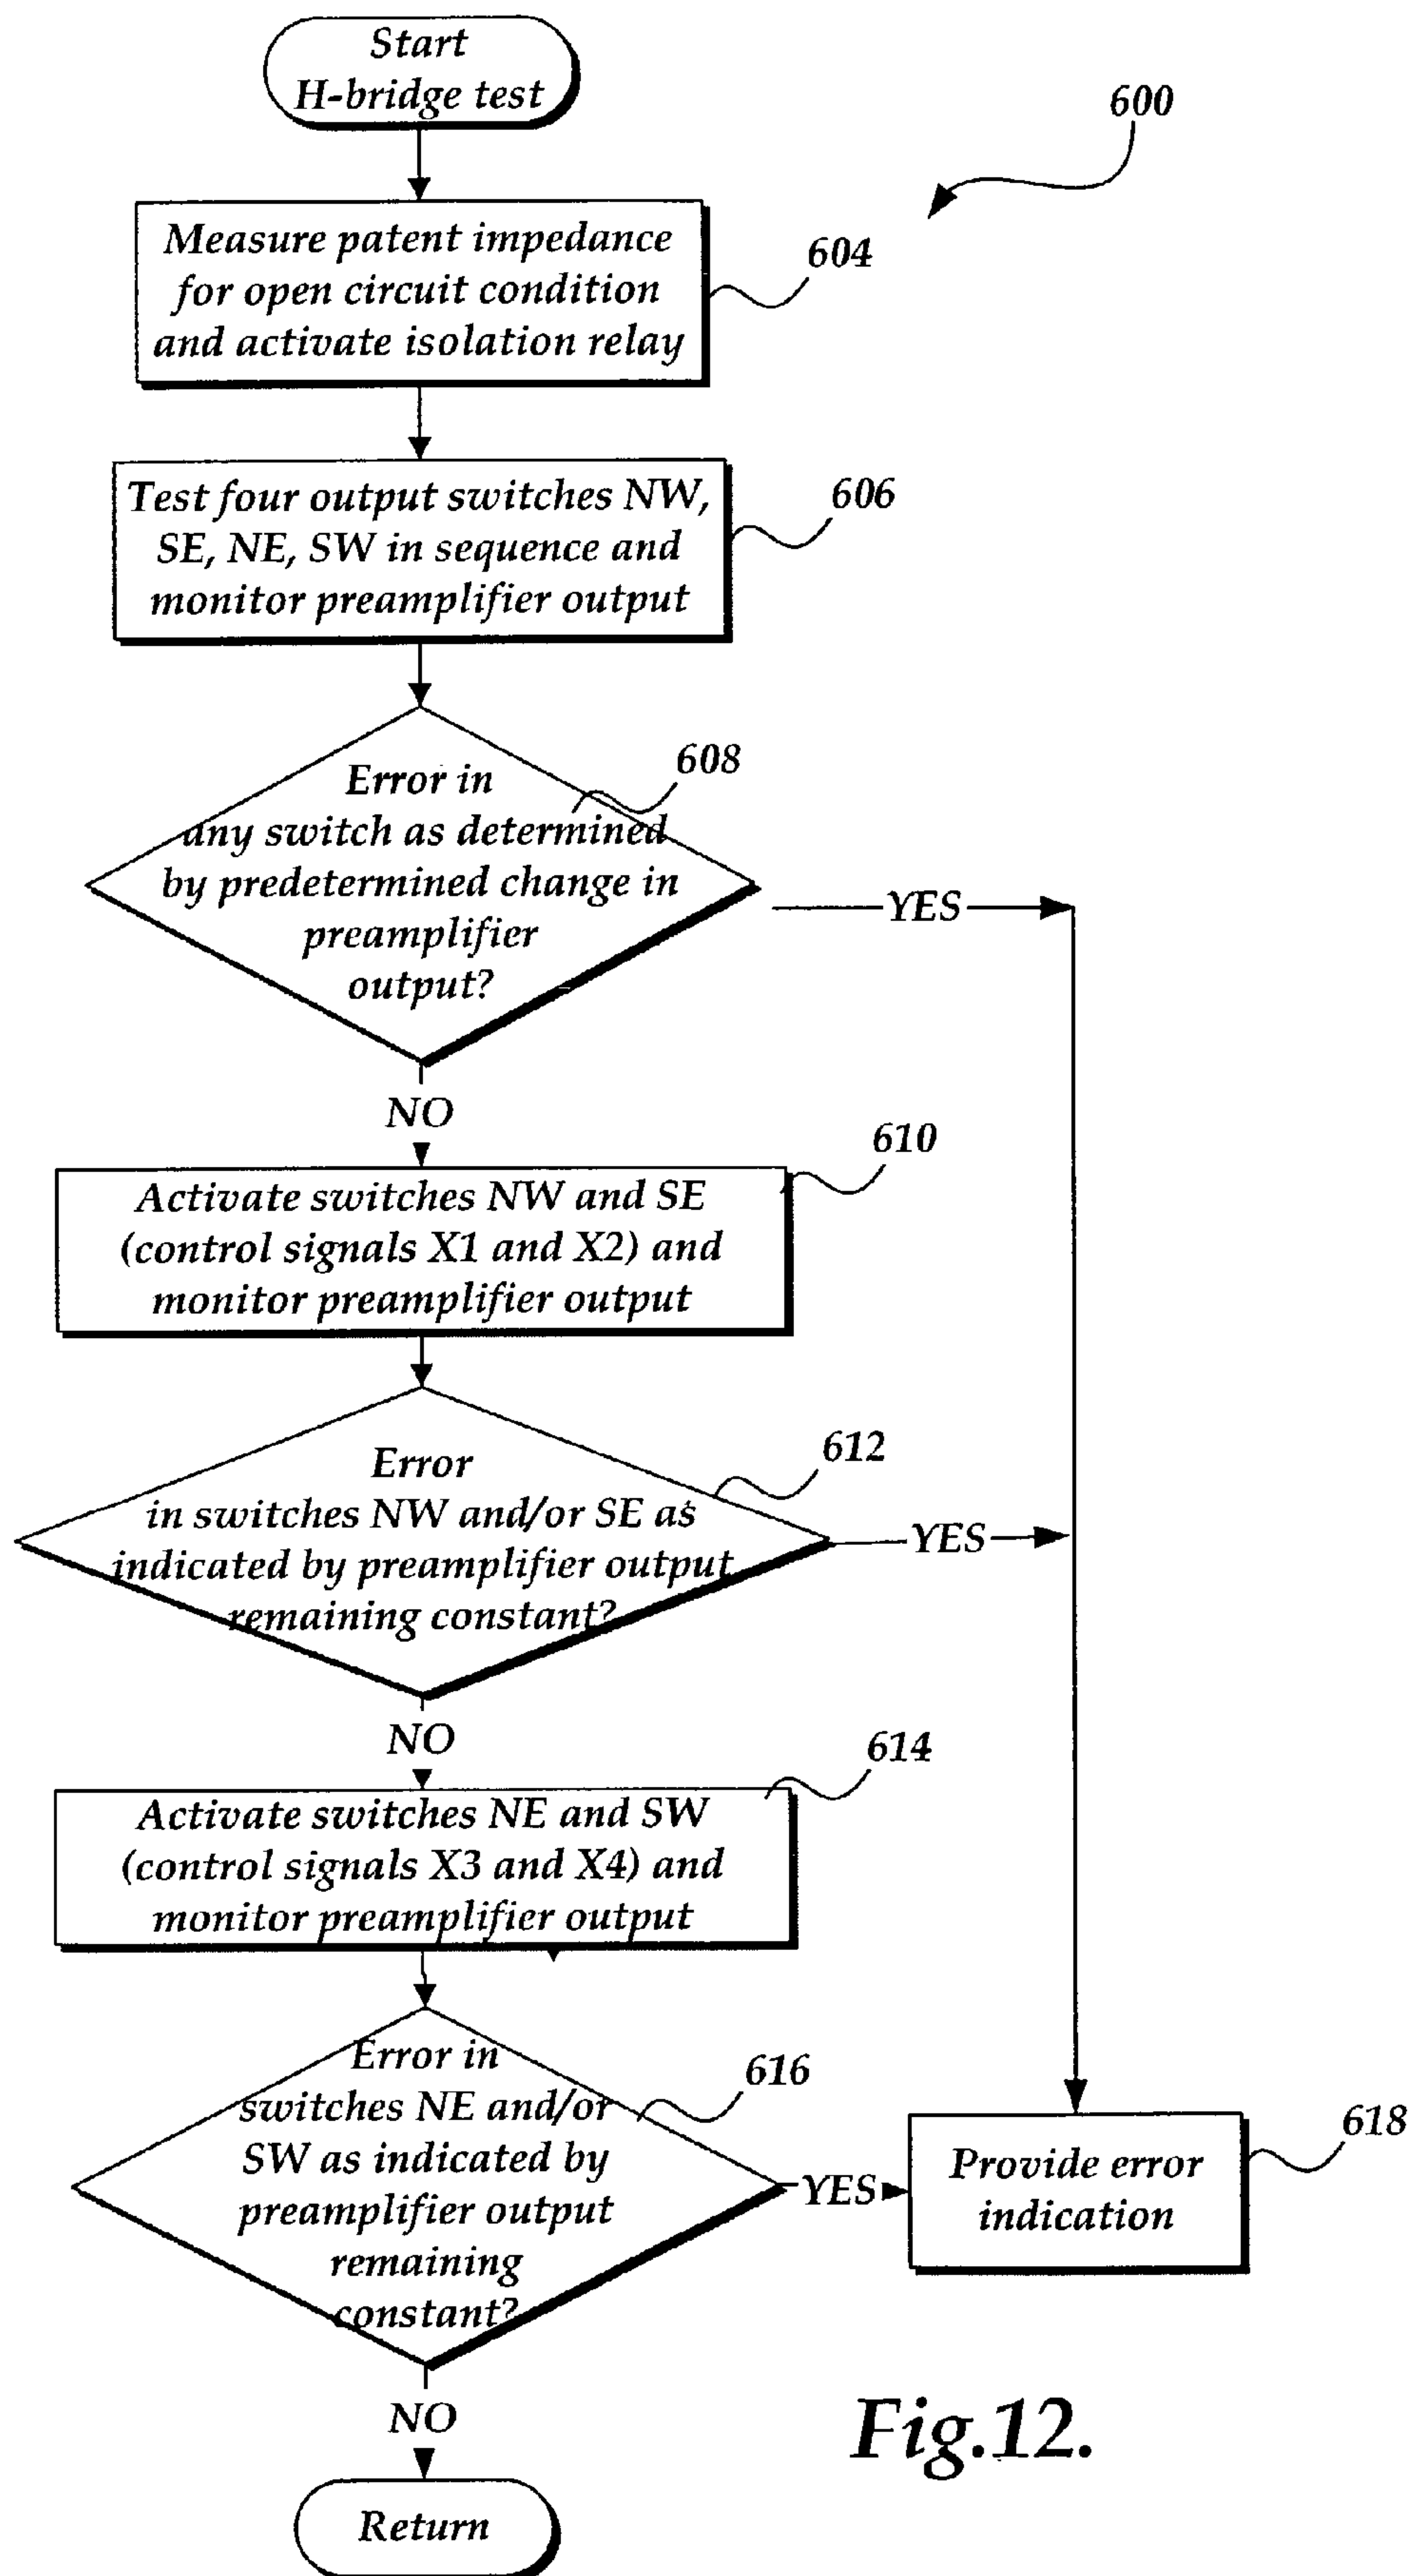 Start
H-bridge test
600
Measure patent impedance
for open circuit condition
and activate isolation relay
604
Test four output switches NW,
SE, NE, SW in sequence and
monitor preamplifier output
606
Error in
any switch as determined
by predetermined change in
preamplifier
output?
608
YES
NO
Activate switches NW and SE
(control signals X1 and X2) and
monitor preamplifier output
610
Error
in switches NW and/or SE as
indicated by preamplifier output
remaining constant?
612
YES
NO
Activate switches NE and SW
(control signals X3 and X4) and
monitor preamplifier output
614
Error in
switches NE and/or
SW as indicated by
preamplifier output
remaining
constant?
616
YES
Provide error
indication
618
NO
Return
Fig.12.